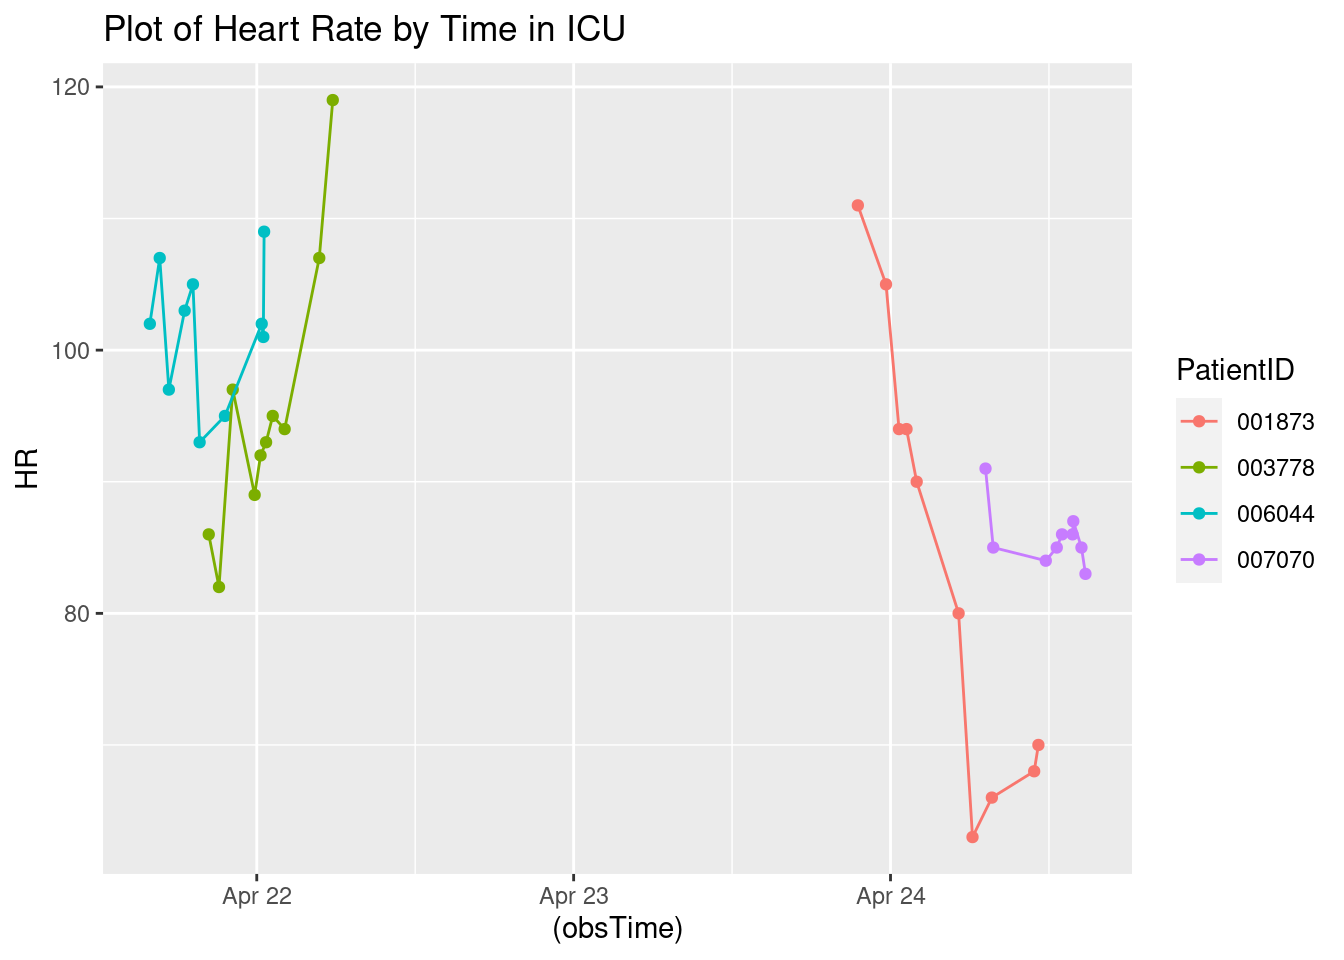 Plot of Heart Rate by Time in ICU
120
100
80
HR
Apr 22
Apr 23
Apr 24
(obsTime)
PatientID
001873
003778
006044
007070